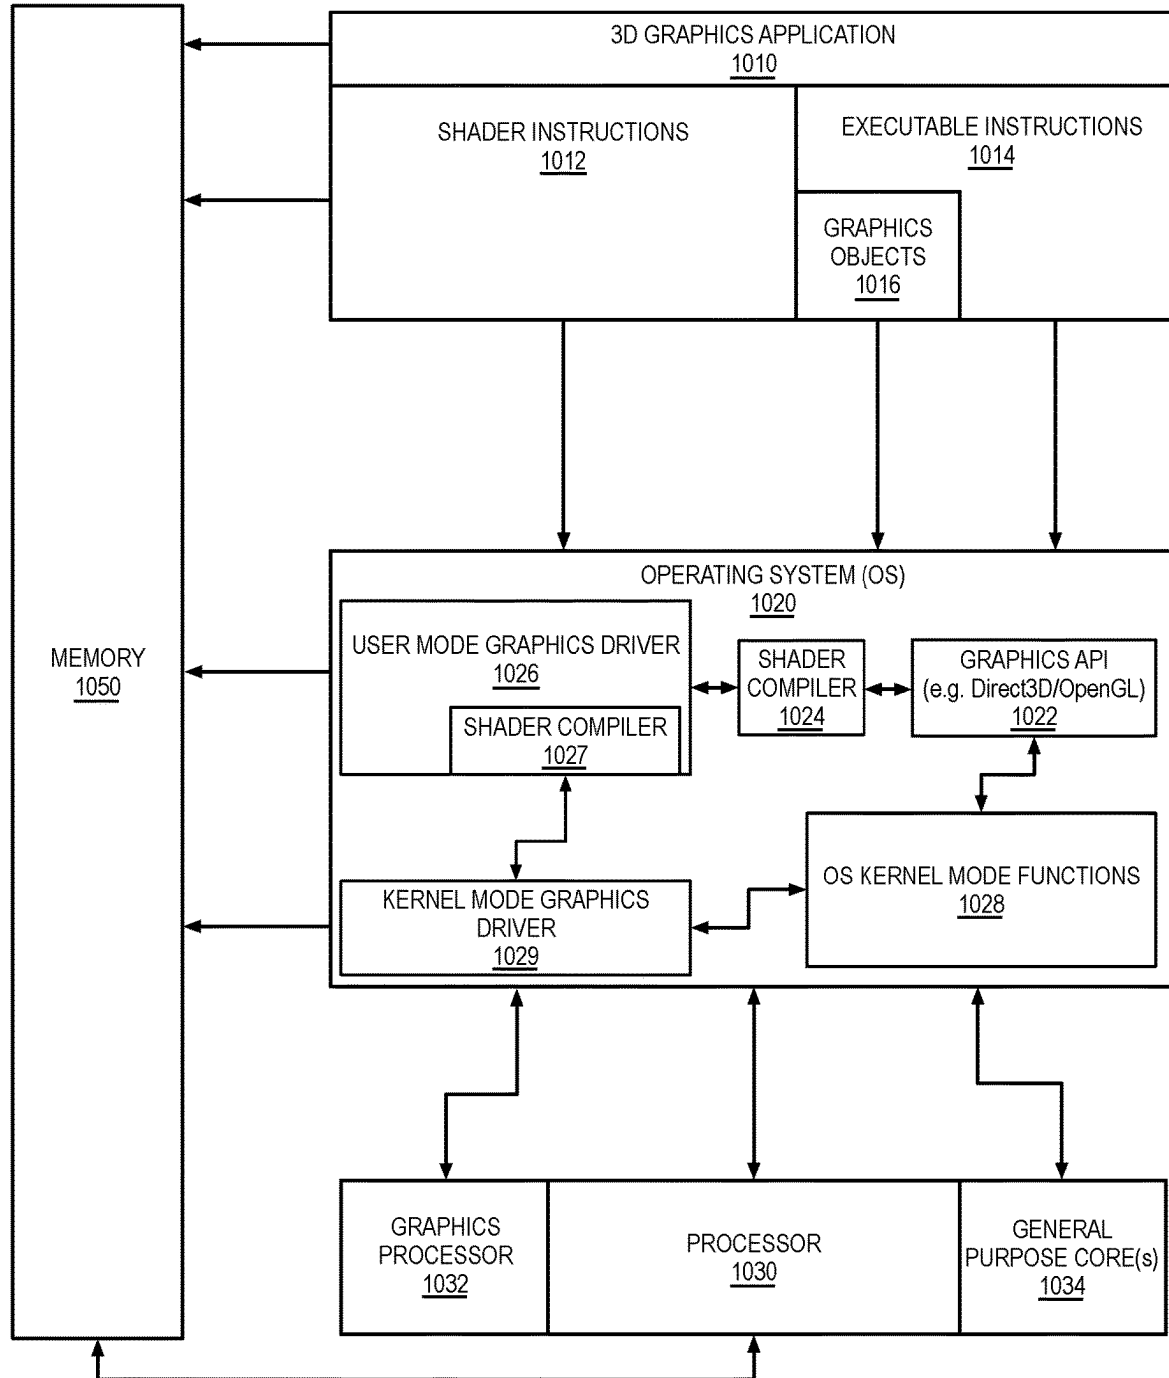 3D GRAPHICS APPLICATION
1010
SHADER INSTRUCTIONS
1012
EXECUTABLE INSTRUCTIONS
1014
GRAPHICS
OBJECTS
1016
MEMORY
1050
OPERATING SYSTEM (OS)
1020
USER MODE GRAPHICS DRIVER
1026
SHADER COMPILER
1027
SHADER
COMPILER
1024
GRAPHICS API
(e.g. Direct3D/OpenGL)
1022
KERNEL MODE GRAPHICS
DRIVER
1029
OS KERNEL MODE FUNCTIONS
1028
GRAPHICS
PROCESSOR
1032
PROCESSOR
1030
GENERAL
PURPOSE CORE(s)
1034